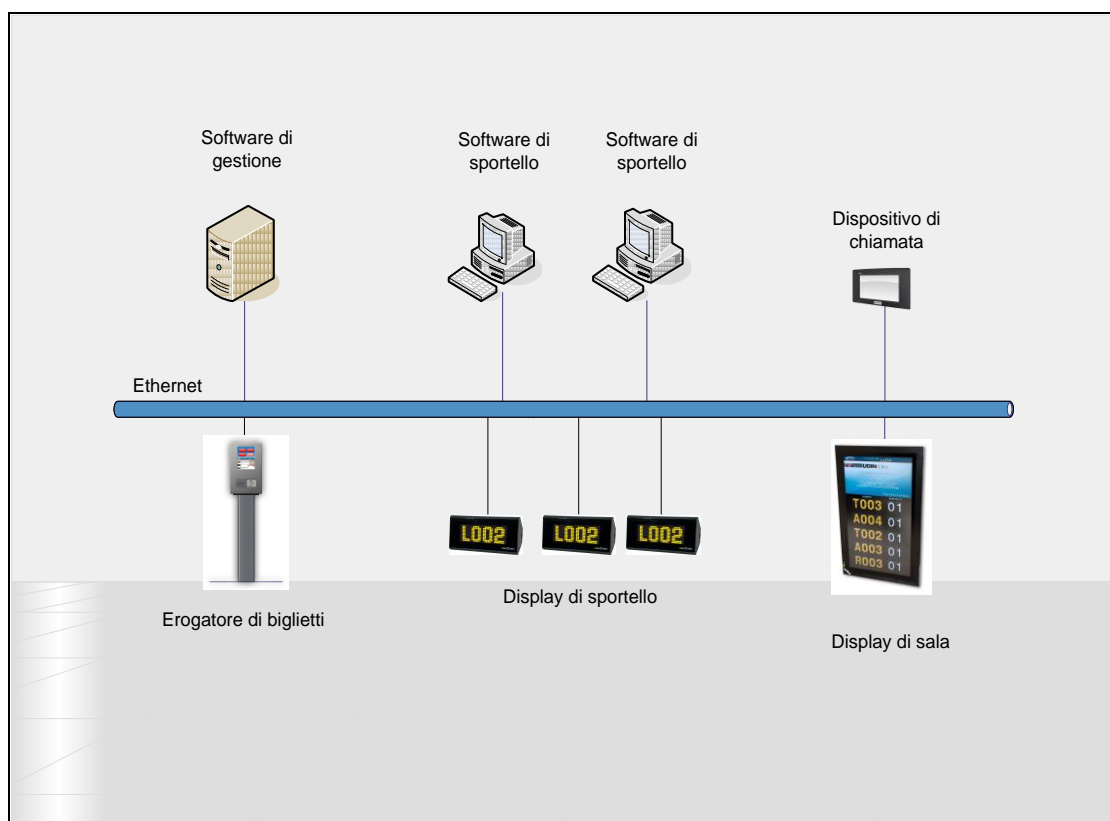 Software di
gestione
Software di
sportello
Software di
sportello
Dispositivo di
chiamata
Ethernet
L002
L002
L002
T003 01
A004 01
T002 01
A003 01
R003 01
Erogatore di biglietti
Display di sportello
Display di sala